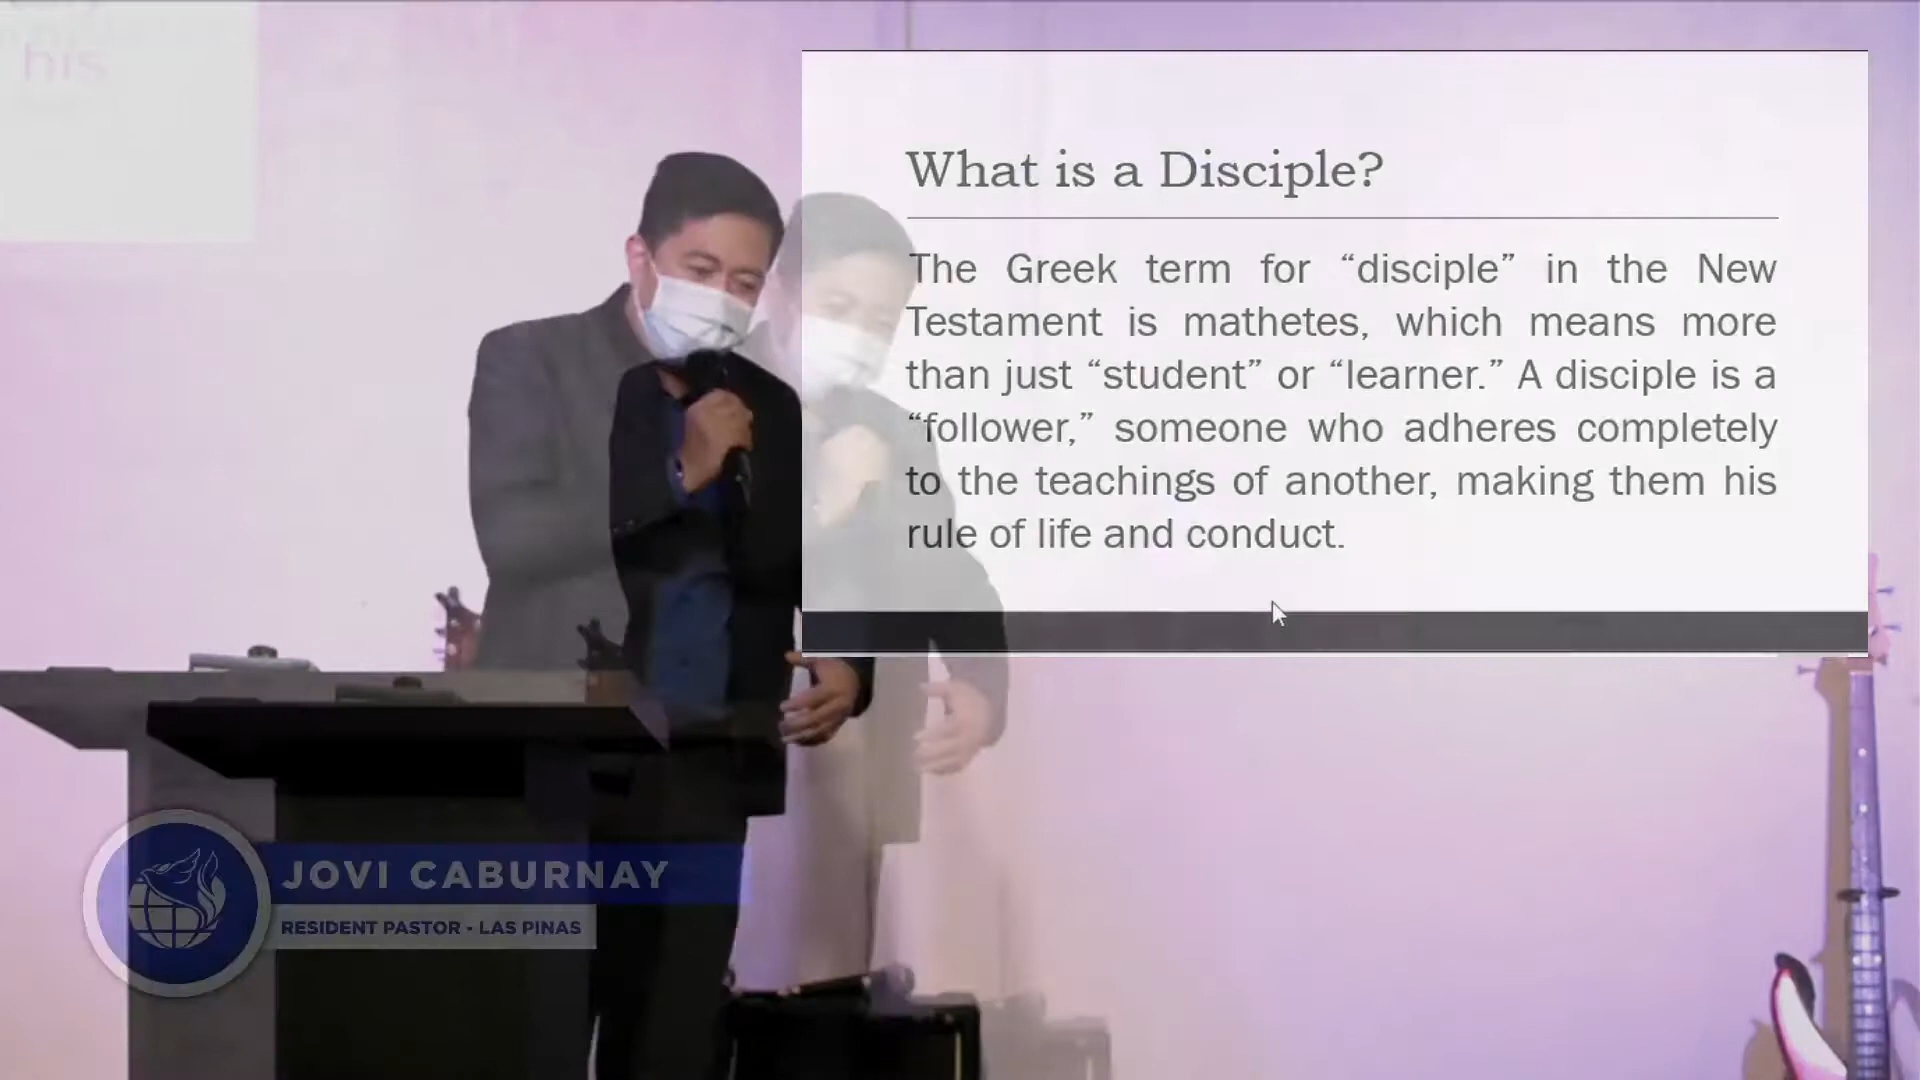 his
What is a Disciple?
The Greek term for “disciple” in the New
Testament is mathetes, which means more
than just “student” or “learner.” A disciple is a
“follower,” someone who adheres completely
to the teachings of another, making them his
rule of life and conduct.
JOVI CABURNAY
RESIDENT PASTOR - LAS PINAS